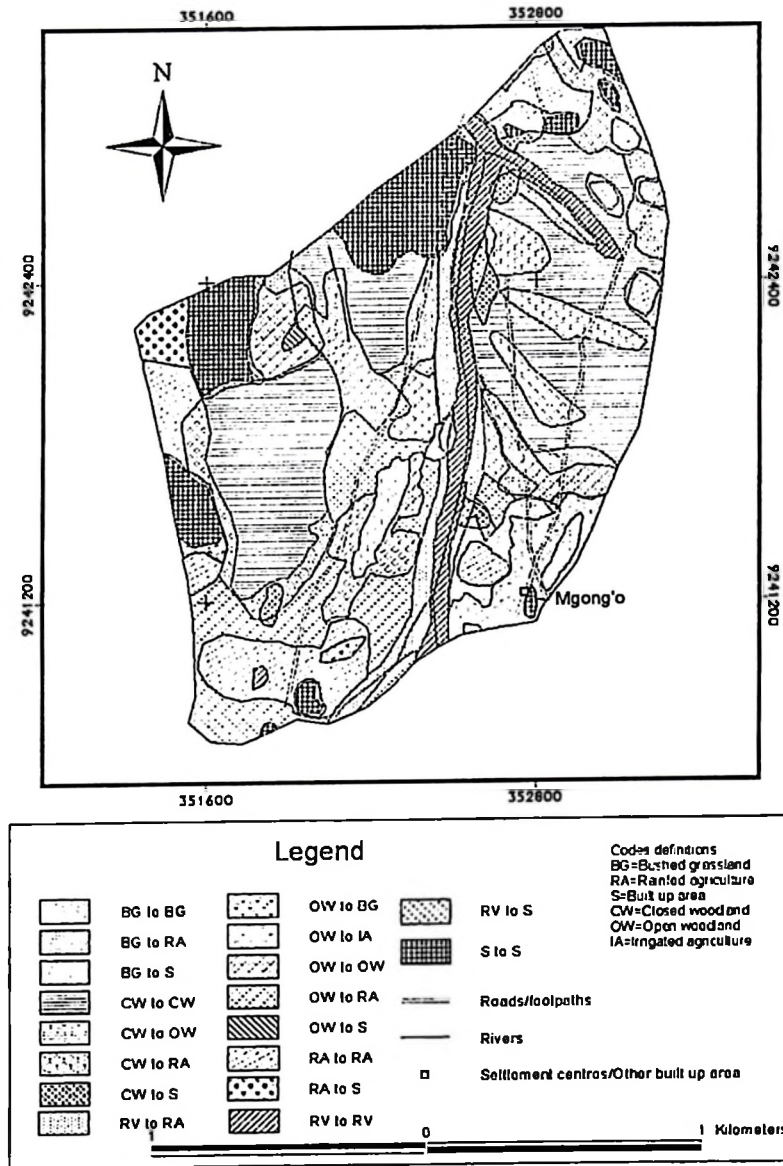 351600 352800
N
9242400 9242400
9241200 9241200
Mgong'o
351600 352800
Legend
BG to BG
BG to RA
BG to S
CW to CW
CW to OW
CW to RA
CW to S
RV to RA
OW to BG
OW to IA
OW to OW
OW to RA
OW to S
RA to RA
RA to S
RV to RV
RV to S
S to S
Roads/footpaths
Rivers
Settlement centres/Other built up area
Codes definitions
BG=Bushed grassland
RA=Rainfed agriculture
S=Built up area
CW=Closed woodland
OW=Open woodland
IA=Irrigated agriculture
1 0 1 Kilometers